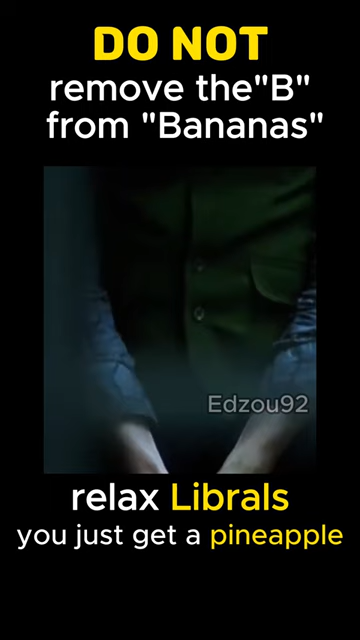 DO NOT
remove the"B"
from "Bananas"
Edzou92
relax Librals
you just get a pineapple